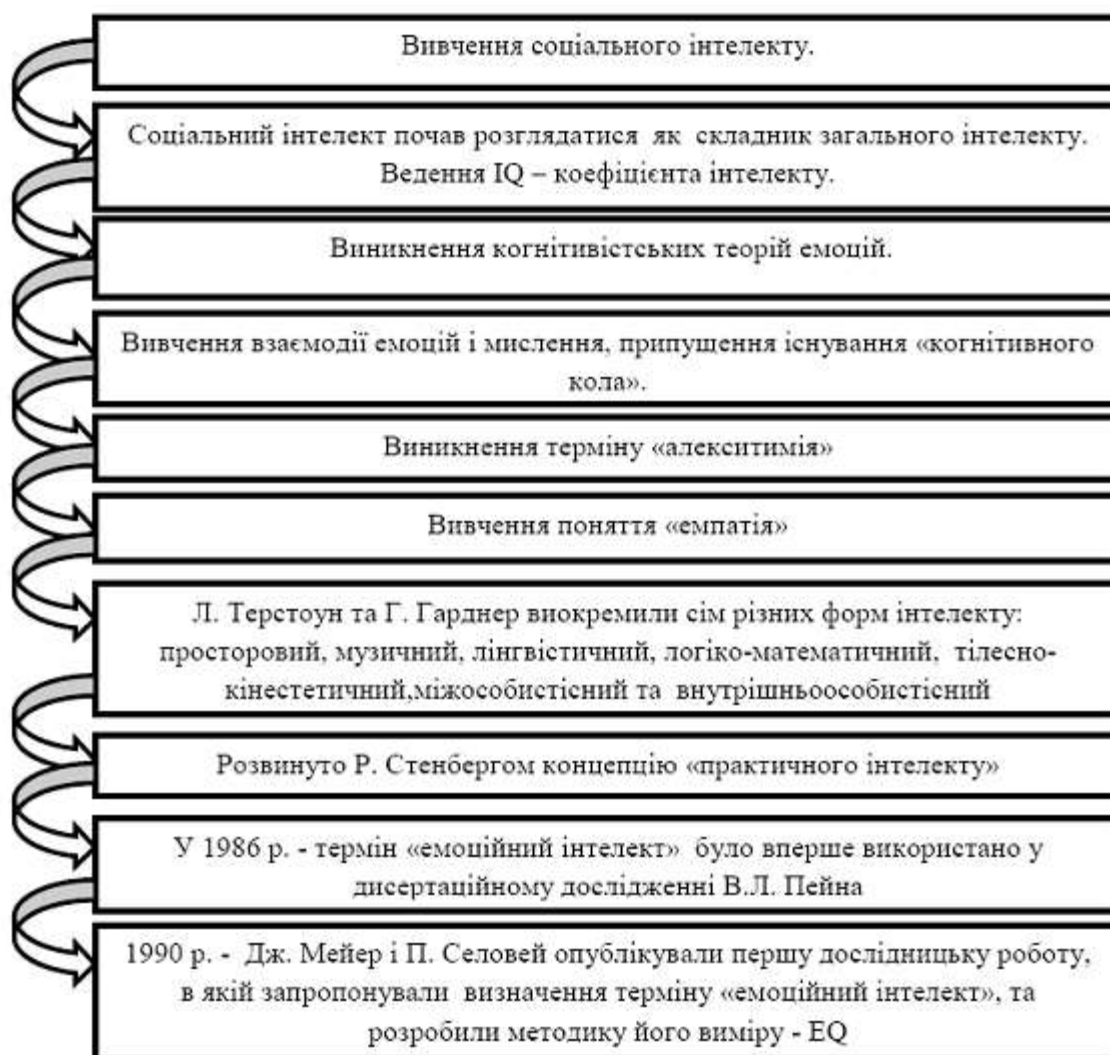 Вивчення соціального інтелекту.
Соціальний інтелект почав розглядатися як складник загального інтелекту.
Ведення IQ – коефіцієнта інтелекту.
Виникнення когнітивістських теорій емоцій.
Вивчення взаємодії емоцій і мислення, припущення існування «когнітивного
кола».
Виникнення терміну «алекситимія»
Вивчення поняття «емпатія»
Л. Терстоун та Г. Гарднер виокремили сім різних форм інтелекту:
просторовий, музичний, лінгвістичний, логіко-математичний, тілесно-
кінестетичний,міжособистісний та внутрішньоособистісний
Розвинуто Р. Стенбергом концепцію «практичного інтелекту»
У 1986 р. - термін «емоційний інтелект» було вперше використано у
дисертаційному дослідженні В.Л. Пейна
1990 р. - Дж. Мейер і П. Селовей опублікували першу дослідницьку роботу,
в якій запропонували визначення терміну «емоційний інтелект», та
розробили методику його виміру - EQ